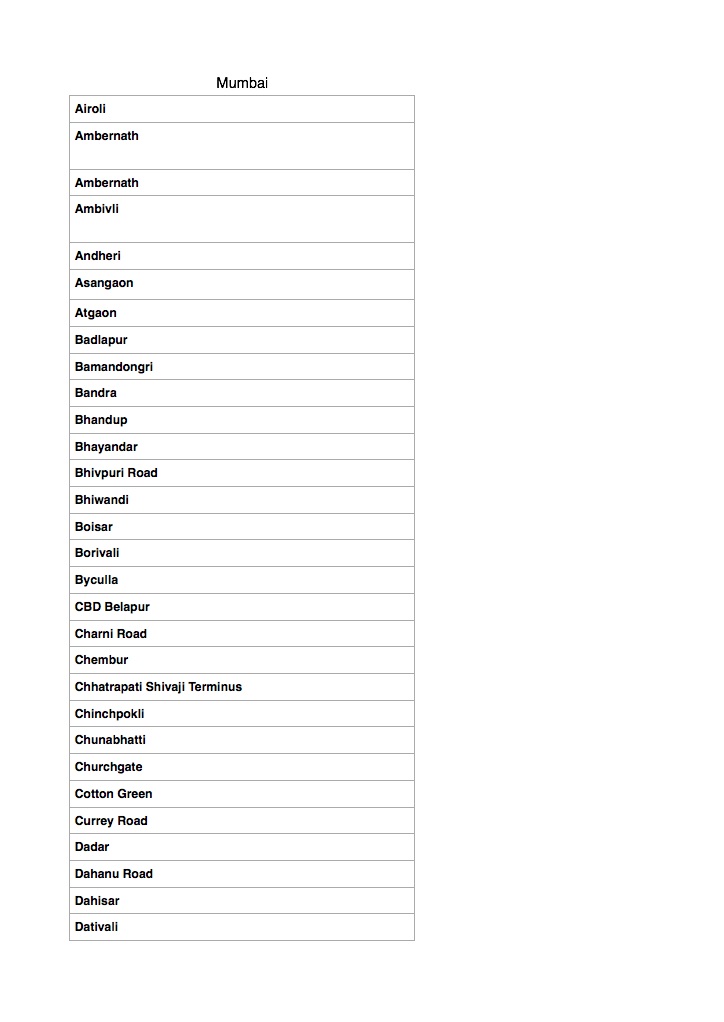 Mumbai
Airoli
Ambernath
Ambernath
Ambivli
Andheri
Asangaon
Atgaon
Badlapur
Bamandongri
Bandra
Bhandup
Bhayandar
Bhivpuri Road
Bhiwandi
Boisar
Borivali
Byculla
CBD Belapur
Charni Road
Chembur
Chhatrapati Shivaji Terminus
Chinchpokli
Chunabhatti
Churchgate
Cotton Green
Currey Road
Dadar
Dahanu Road
Dahisar
Dativali